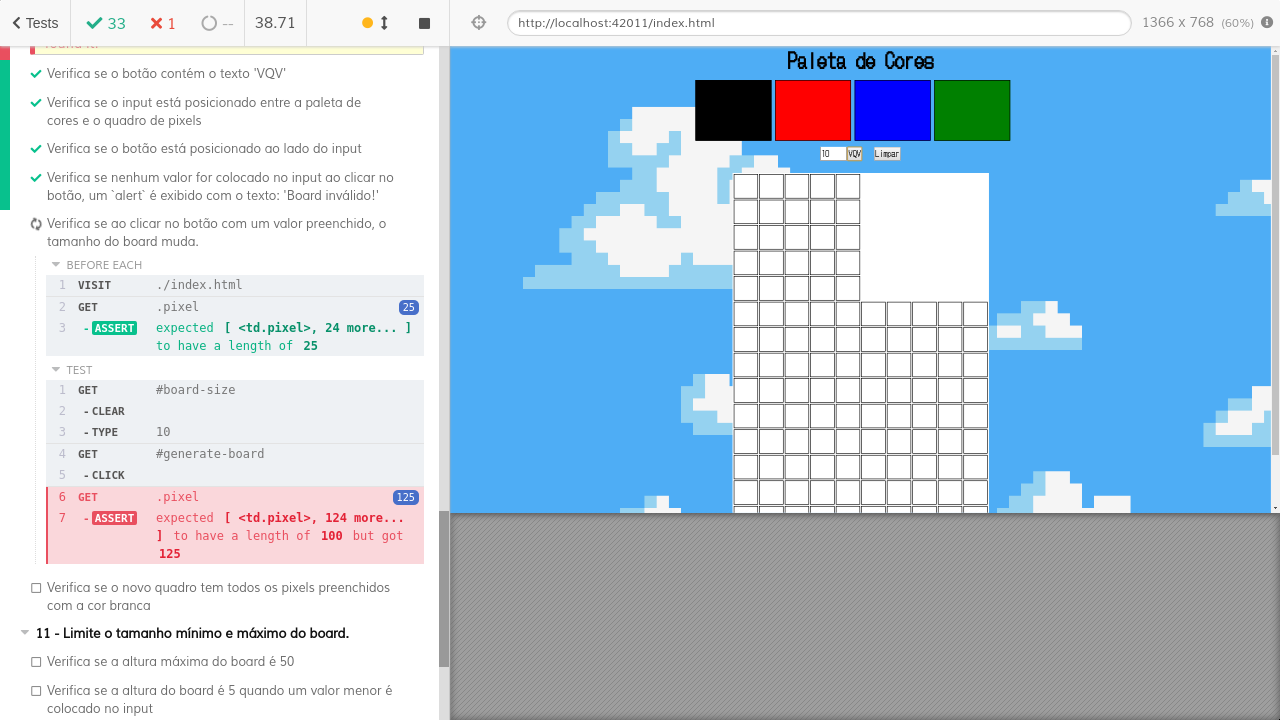 Tests
33
1
--
38.71
http://localhost:42011/index.html
1366 x 768 (60%)
Verifica se o botão contém o texto 'VQV'
Verifica se o input está posicionado entre a paleta de
cores e o quadro de pixels
Verifica se o botão está posicionado ao lado do input
Verifica se nenhum valor for colocado no input ao clicar no
botão, um `alert` é exibido com o texto: 'Board inválido!'
Verifica se ao clicar no botão com um valor preenchido, o
tamanho do board muda.
BEFORE EACH
1 VISIT ./index.html
2 GET .pixel 25
3 -ASSERT expected [ <td.pixel>, 24 more... ]
to have a length of 25
TEST
1 GET #board-size
2 -CLEAR
3 -TYPE 10
4 GET #generate-board
5 -CLICK
6 GET .pixel 125
7 -ASSERT expected [ <td.pixel>, 124 more...
] to have a length of 100 but got
125
Verifica se o novo quadro tem todos os pixels preenchidos
com a cor branca
11 - Limite o tamanho mínimo e máximo do board.
Verifica se a altura máxima do board é 50
Verifica se a altura do board é 5 quando um valor menor é
colocado no input
Paleta de Cores
10 VQV Limpar